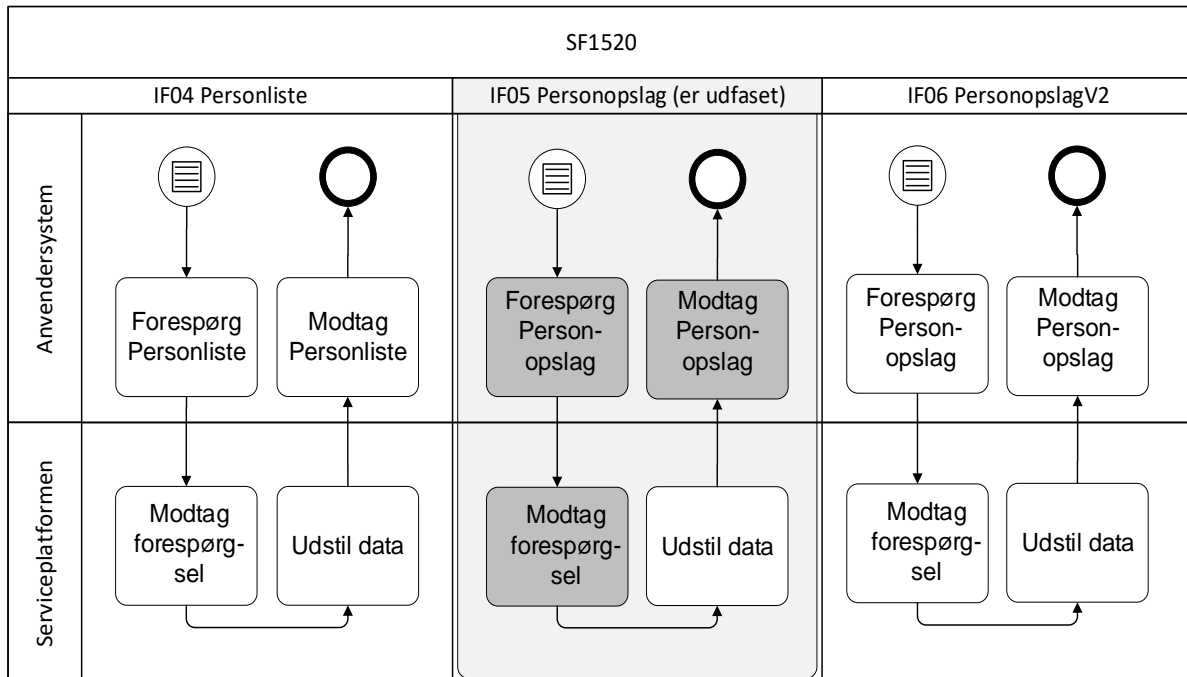 SF1520
IF04 Personliste
IF05 Personopslag (er udfaset)
IF06 PersonopslagV2
Anvendersystem
Forespørg
Personliste
Modtag
Personliste
Forespørg
Person-
opslag
Modtag
Person-
opslag
Forespørg
Person-
opslag
Modtag
Person-
opslag
Serviceplatformen
Modtag
forespørg-
sel
Udstil data
Modtag
forespørg-
sel
Udstil data
Modtag
forespørg-
sel
Udstil data